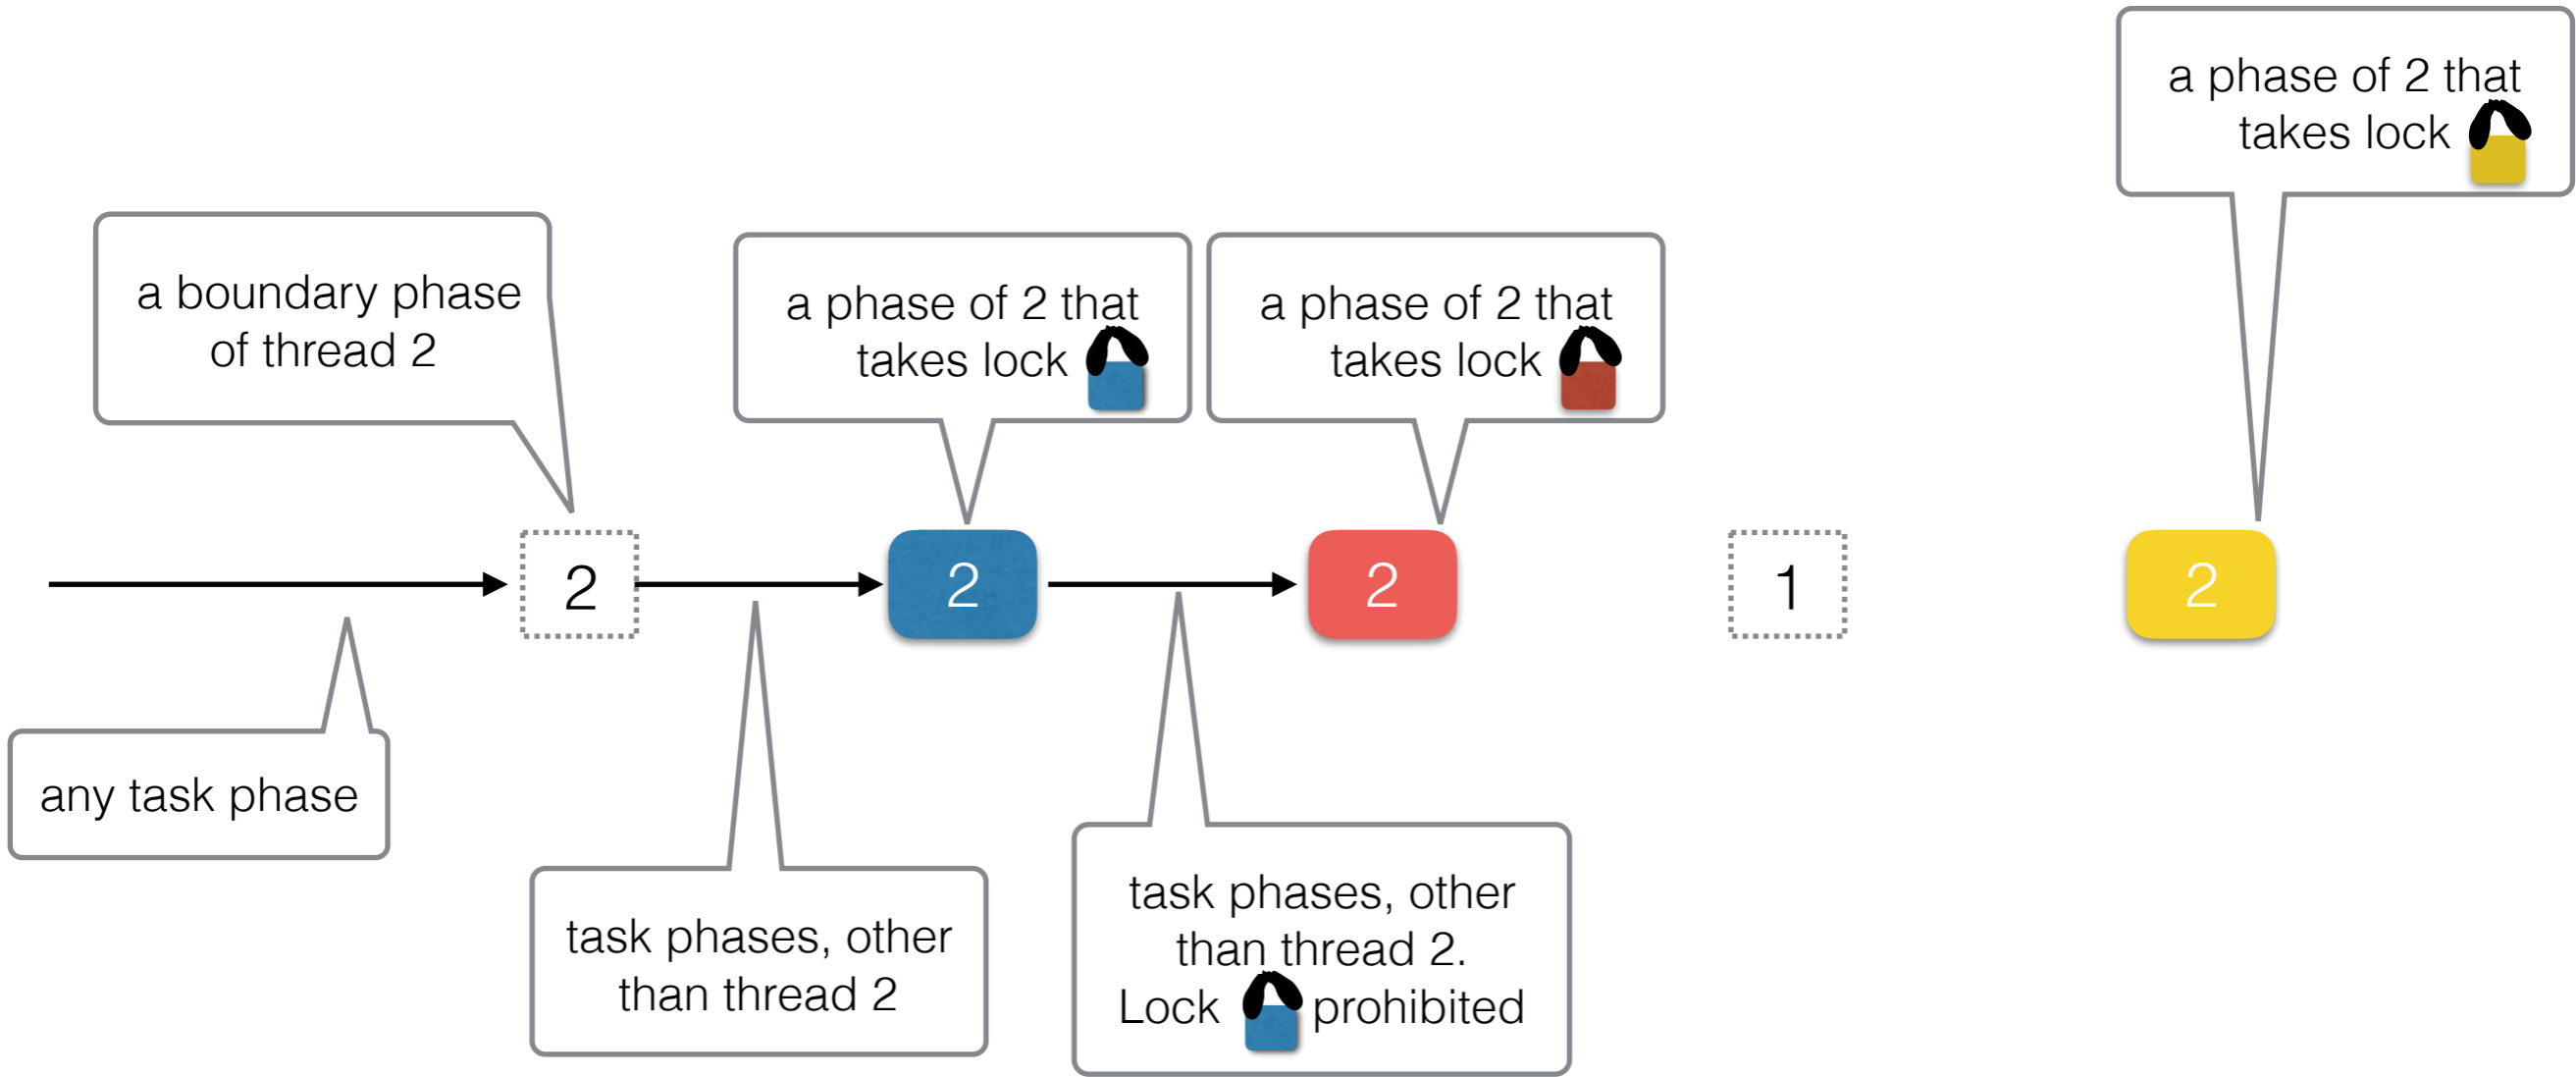 a phase of 2 that
takes lock
a boundary phase
of thread 2
a phase of 2 that
takes lock
a phase of 2 that
takes lock
2
2
2
1
2
any task phase
task phases, other
than thread 2
task phases, other
than thread 2.
Lock prohibited